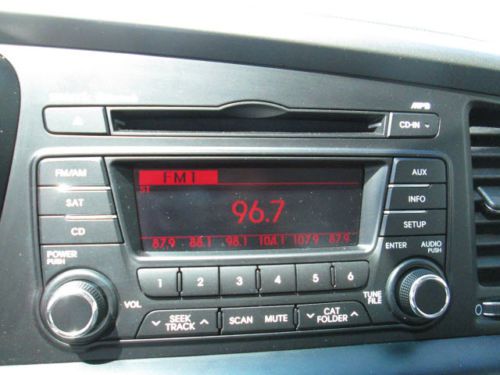 MP3
CD-IN
FM/AM
FM1
AUX
ST
SAT
96.7
INFO
CD
SETUP
87.9 88.1 98.1 104.1 107.9 87.9
POWER
PUSH
ENTER
AUDIO
PUSH
1 2 3 4 5 6
VOL
SEEK
TRACK
SCAN
MUTE
CAT
FOLDER
TUNE
FILE